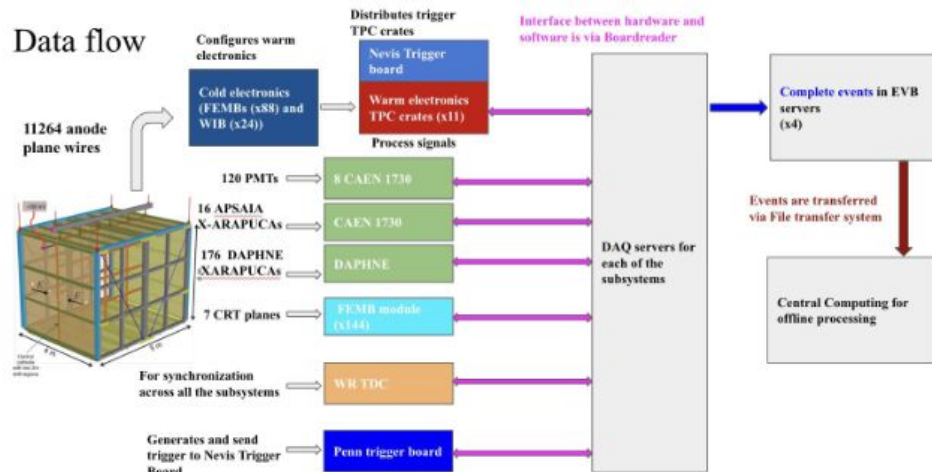 Data flow
Configures warm
electronics
Distributes trigger
TPC crates
Interface between hardware and
software is via Boardreader
Nevis Trigger
board
Cold electronics
(FEMBs (x88) and
WIB (x24))
Warm electronics
TPC crates (x11)
Complete events in EVB
servers
(x4)
11264 anode
plane wires
Process signals
120 PMTs
8 CAEN 1730
16 APSAIA
X-ARAPUCAs
CAEN 1730
Events are transferred
via File transfer system
176 DAPHNE
XARAPUCAs
DAPHNE
DAQ servers for
each of the
subsystems
7 CRT planes
FEMB module
(x144)
Central Computing for
offline processing
4 m
5 m
For synchronization
across all the subsystems
WR TDC
Generates and send
trigger to Nevis Trigger
Board
Penn trigger board